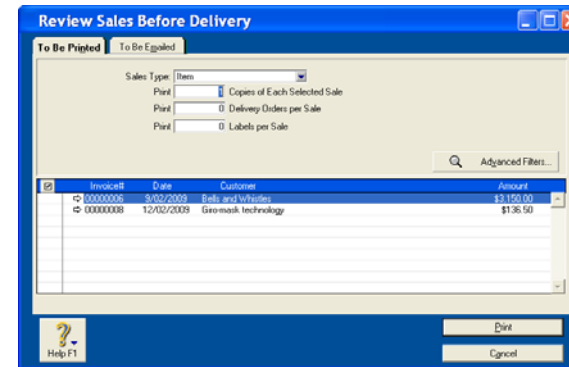 Review Sales Before Delivery
To Be Printed To Be Emailed
Sales Type: Item
Print 1 Copies of Each Selected Sale
Print 0 Delivery Orders per Sale
Print 0 Labels per Sale
Advanced Filters...
Invoice# Date Customer Amount
00000006 9/02/2009 Bells and Whistles $3,150.00
00000008 12/02/2009 Giro-mask technology $136.50
Help F1
Print
Cancel